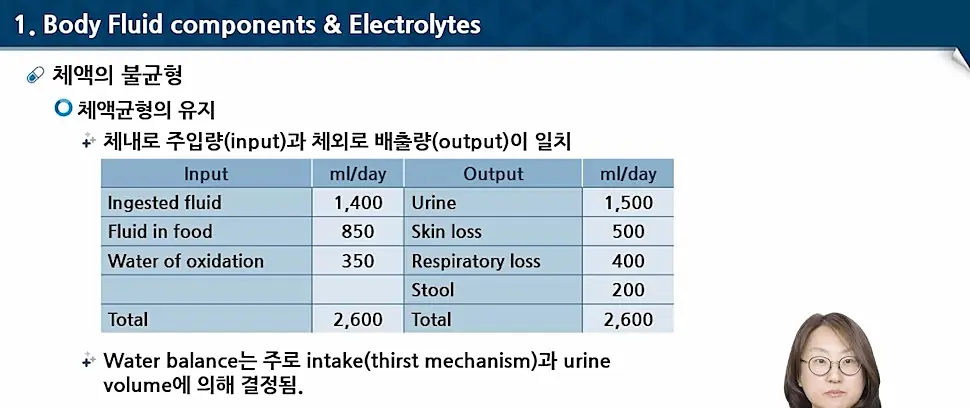 1. Body Fluid components & Electrolytes
체액의 불균형
체액균형의 유지
체내로 주입량(input)과 체외로 배출량(output)이 일치
Input ml/day Output ml/day
Ingested fluid 1,400 Urine 1,500
Fluid in food 850 Skin loss 500
Water of oxidation 350 Respiratory loss 400
Stool 200
Total 2,600 Total 2,600
Water balance는 주로 intake(thirst mechanism)과 urine
volume에 의해 결정됨.